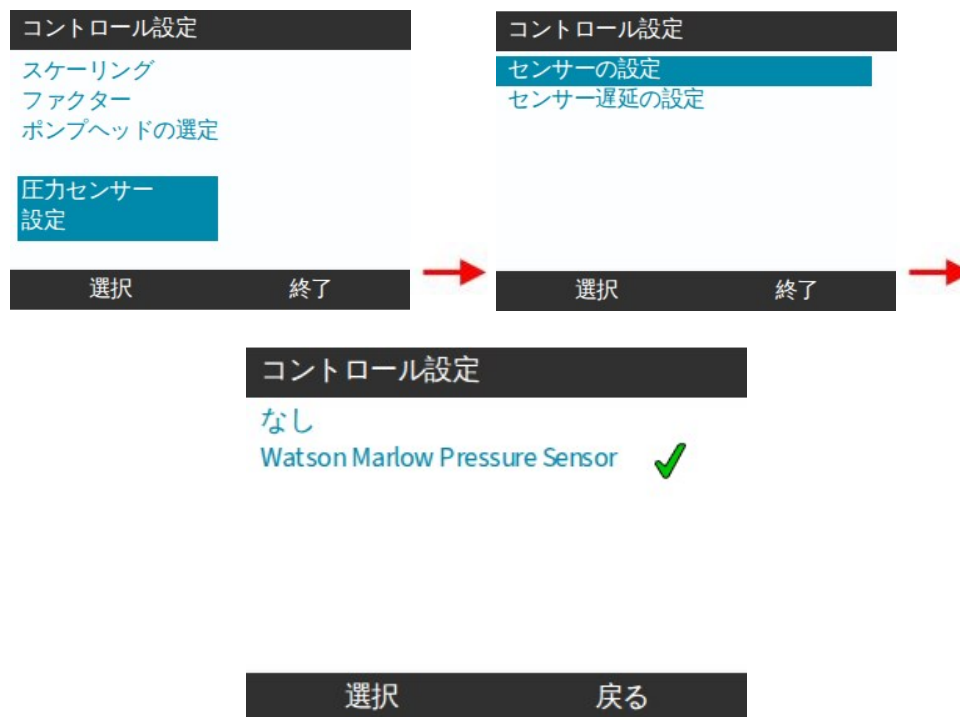 コントロール設定
スケーリング
ファクター
ポンプヘッドの選定
圧力センサー
設定
選択 終了
コントロール設定
センサーの設定
センサー遅延の設定
選択 終了
コントロール設定
なし
Watson Marlow Pressure Sensor
選択 戻る